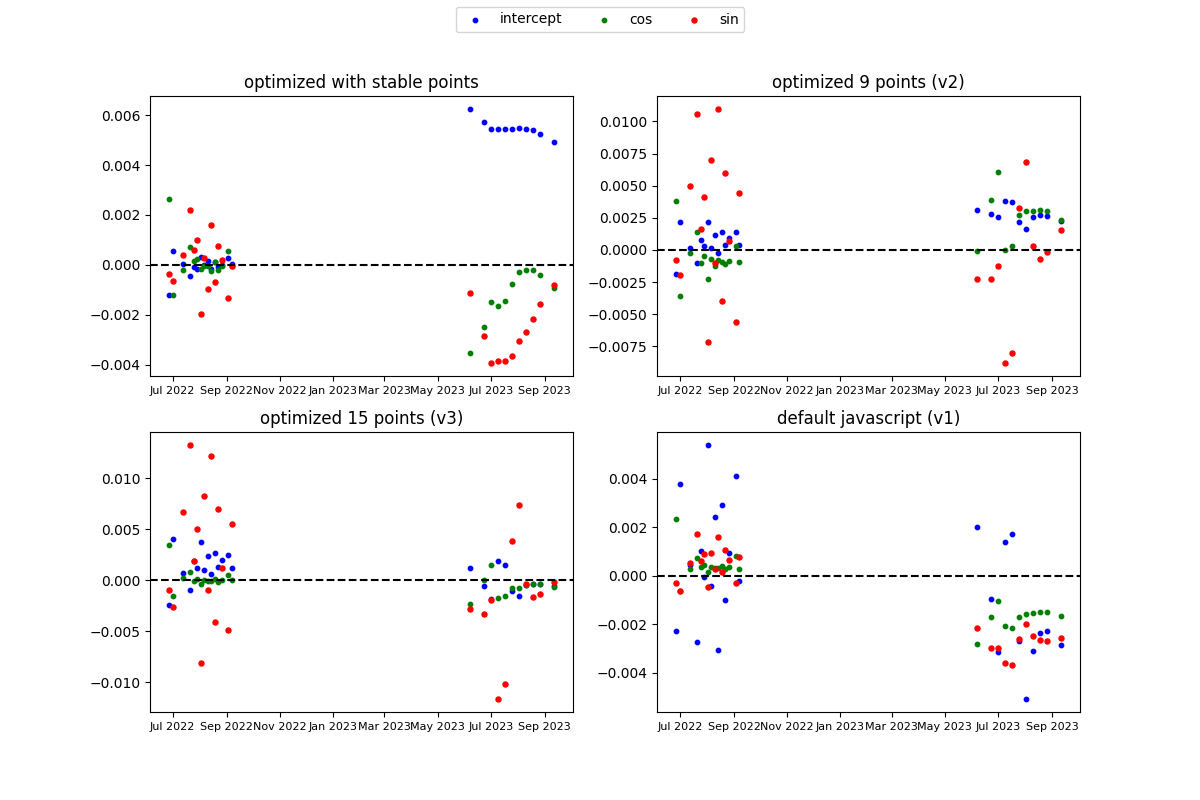 intercept cos sin
optimized with stable points
0.006
0.004
0.002
0.000
−0.002
−0.004
Jul 2022 Sep 2022 Nov 2022 Jan 2023 Mar 2023 May 2023 Jul 2023 Sep 2023
optimized 9 points (v2)
0.0100
0.0075
0.0050
0.0025
0.0000
−0.0025
−0.0050
−0.0075
Jul 2022 Sep 2022 Nov 2022 Jan 2023 Mar 2023 May 2023 Jul 2023 Sep 2023
optimized 15 points (v3)
0.010
0.005
0.000
−0.005
−0.010
Jul 2022 Sep 2022 Nov 2022 Jan 2023 Mar 2023 May 2023 Jul 2023 Sep 2023
default javascript (v1)
0.004
0.002
0.000
−0.002
−0.004
Jul 2022 Sep 2022 Nov 2022 Jan 2023 Mar 2023 May 2023 Jul 2023 Sep 2023